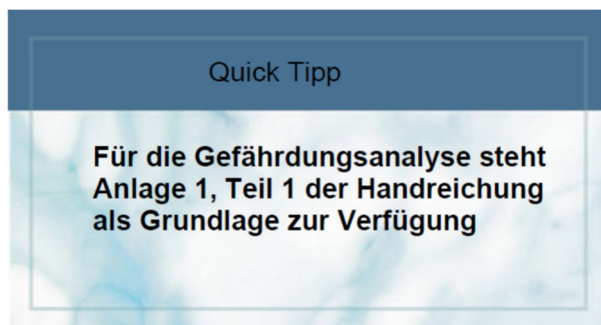 Quick Tipp
Für die Gefährdungsanalyse steht
Anlage 1, Teil 1 der Handreichung
als Grundlage zur Verfügung